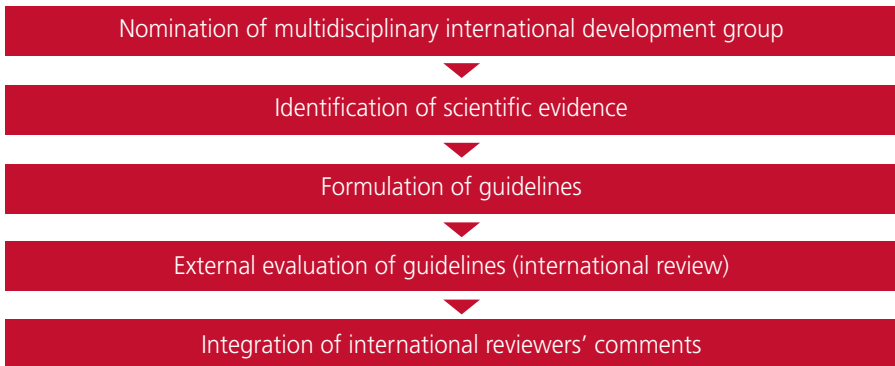 Nomination of multidisciplinary international development group
Identification of scientific evidence
Formulation of guidelines
External evaluation of guidelines (international review)
Integration of international reviewers’ comments